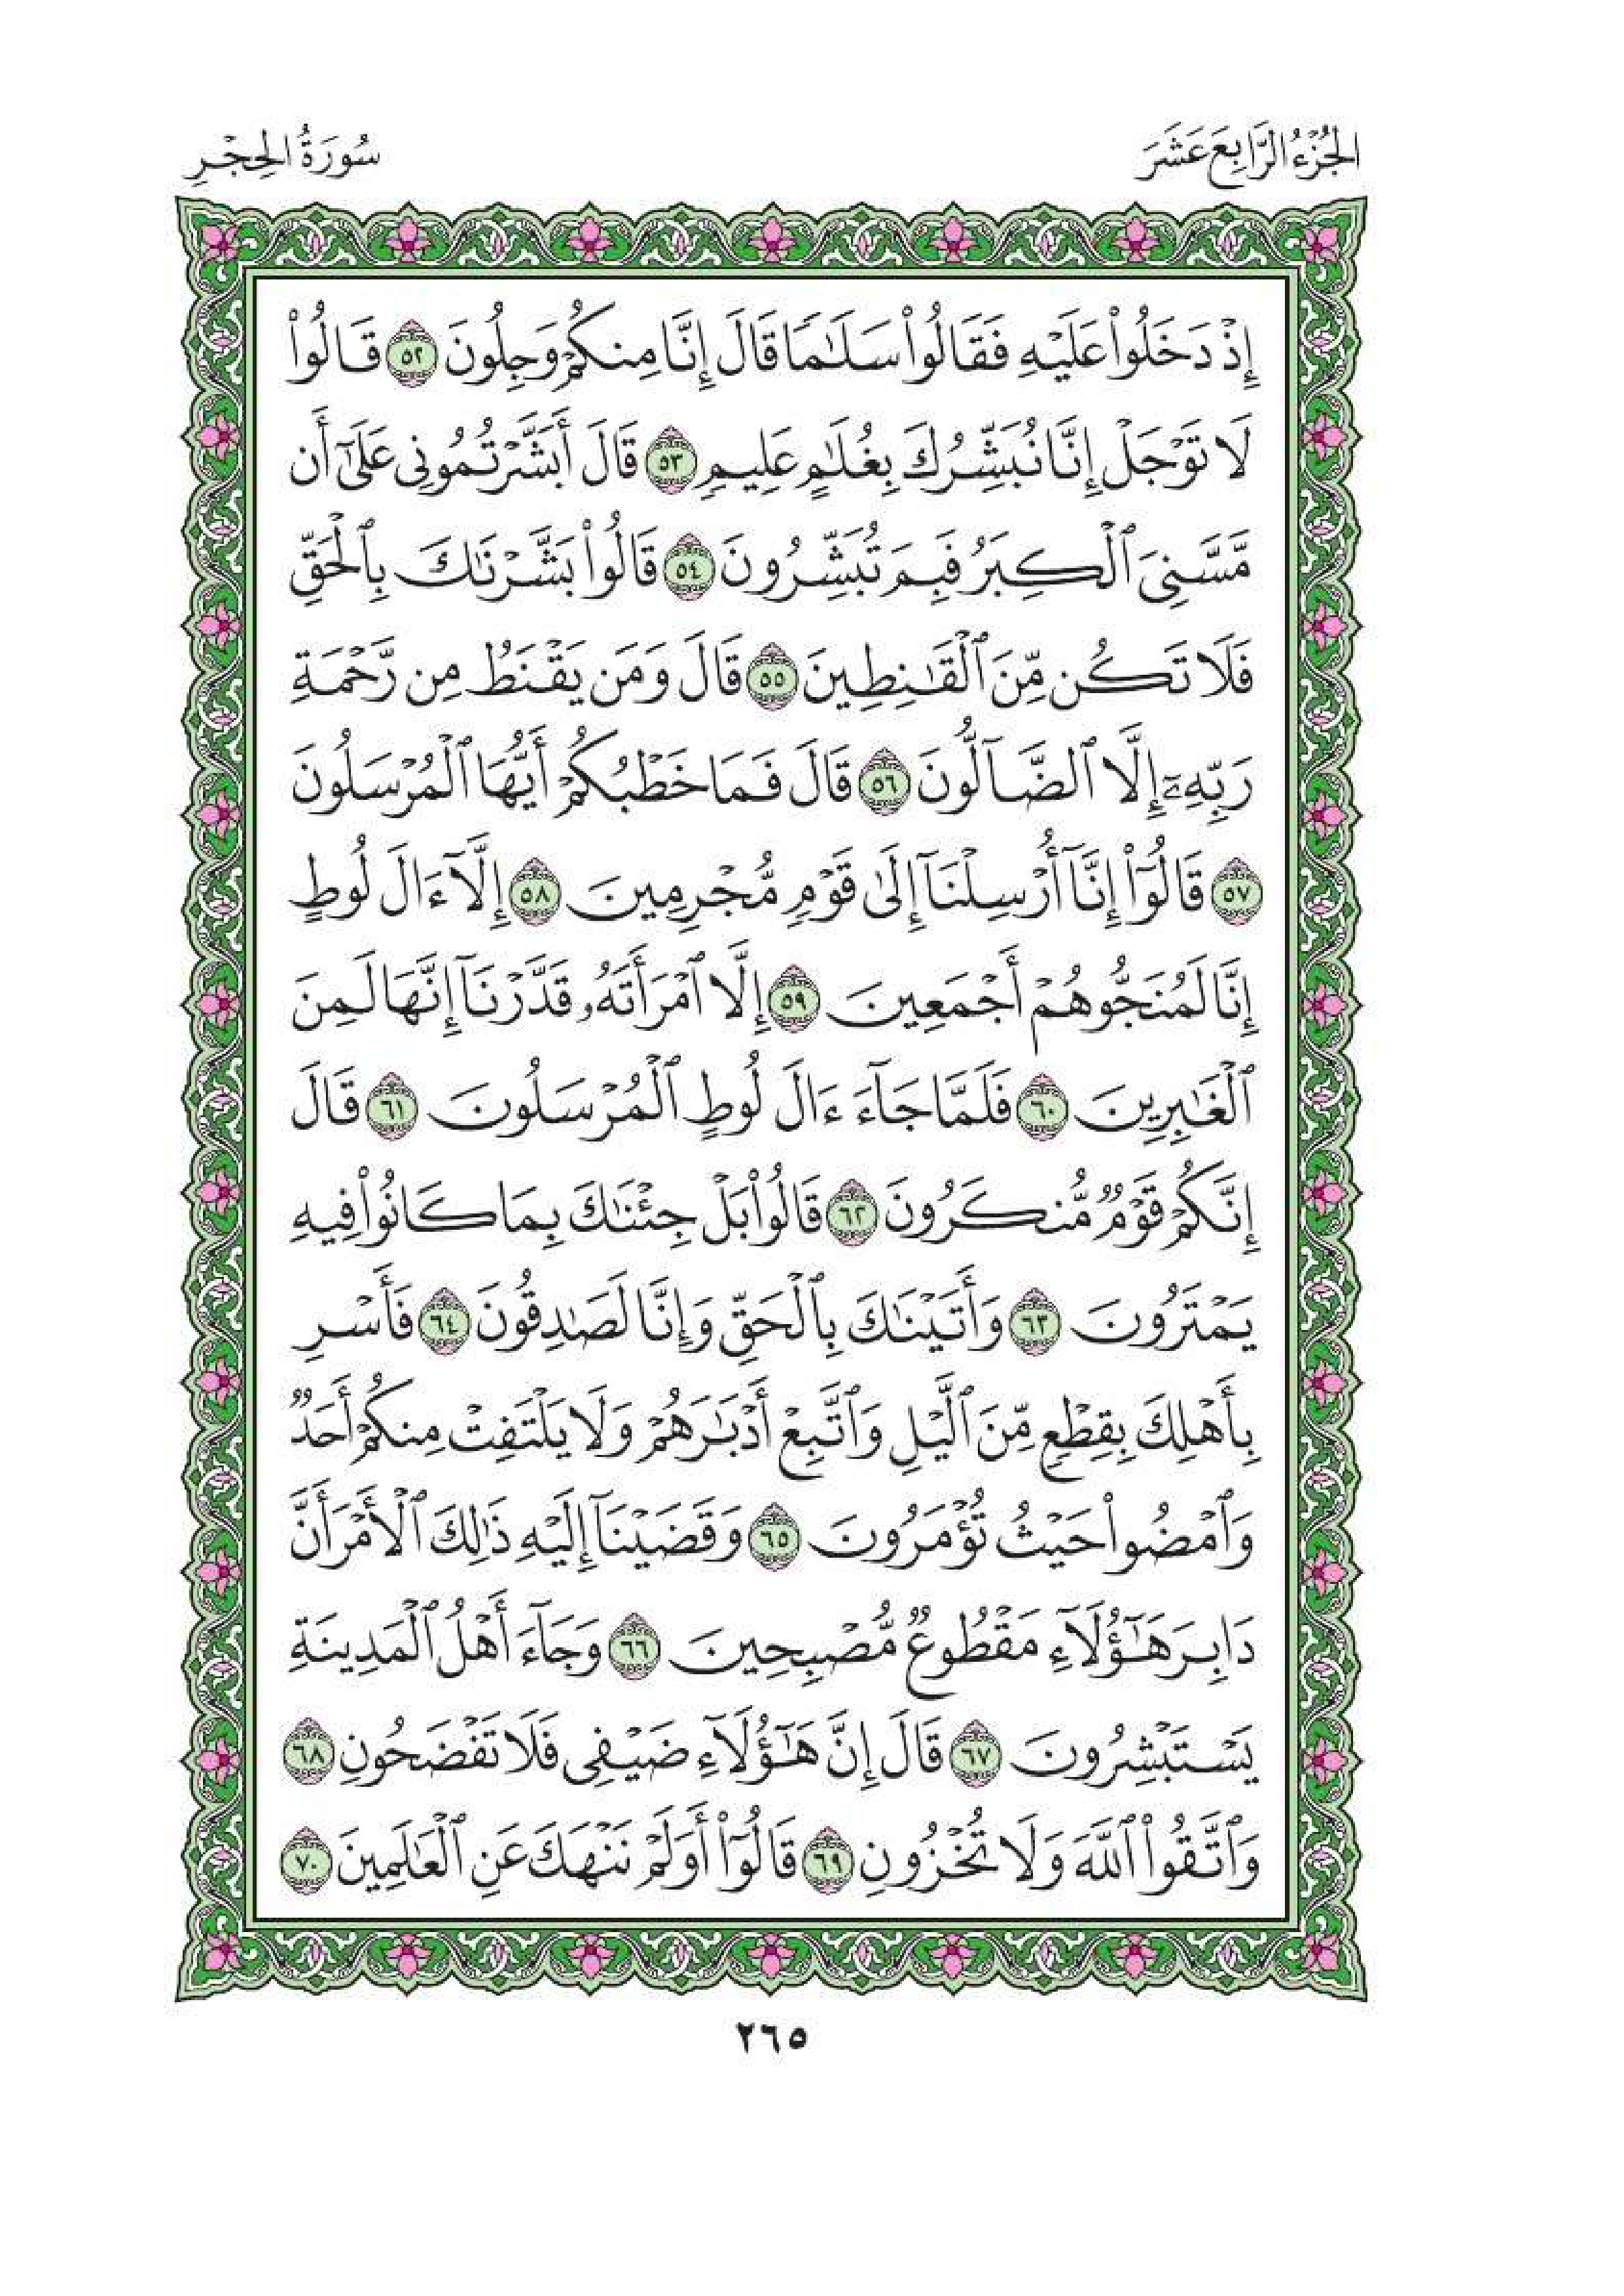 الجُزْءُ الرَّابِعَ عَشَرَ
سُورَةُ الحِجْرِ
إِذْ دَخَلُوا۟ عَلَيْهِ فَقَالُوا۟ سَلَـٰمًا قَالَ إِنَّا مِنكُمْ وَجِلُونَ ٥٢ قَالُوا۟
لَا تَوْجَلْ إِنَّا نُبَشِّرُكَ بِغُلَـٰمٍ عَلِيمٍ ٥٣ قَالَ أَبَشَّرْتُمُونِى عَلَىٰٓ أَن
مَّسَّنِىَ ٱلْكِبَرُ فَبِمَ تُبَشِّرُونَ ٥٤ قَالُوا۟ بَشَّرْنَـٰكَ بِٱلْحَقِّ
فَلَا تَكُن مِّنَ ٱلْقَـٰنِطِينَ ٥٥ قَالَ وَمَن يَقْنَطُ مِن رَّحْمَةِ
رَبِّهِۦٓ إِلَّا ٱلضَّآلُّونَ ٥٦ قَالَ فَمَا خَطْبُكُمْ أَيُّهَا ٱلْمُرْسَلُونَ
٥٧ قَالُوٓا۟ إِنَّآ أُرْسِلْنَآ إِلَىٰ قَوْمٍ مُّجْرِمِينَ ٥٨ إِلَّآ ءَالَ لُوطٍ
إِنَّا لَمُنَجُّوهُمْ أَجْمَعِينَ ٥٩ إِلَّا ٱمْرَأَتَهُۥ قَدَّرْنَآ إِنَّهَا لَمِنَ
ٱلْغَـٰبِرِينَ ٦٠ فَلَمَّا جَآءَ ءَالَ لُوطٍ ٱلْمُرْسَلُونَ ٦١ قَالَ
إِنَّكُمْ قَوْمٌ مُّنكَرُونَ ٦٢ قَالُوا۟ بَلْ جِئْنَـٰكَ بِمَا كَانُوا۟ فِيهِ
يَمْتَرُونَ ٦٣ وَأَتَيْنَـٰكَ بِٱلْحَقِّ وَإِنَّا لَصَـٰدِقُونَ ٦٤ فَأَسْرِ
بِأَهْلِكَ بِقِطْعٍ مِّنَ ٱلَّيْلِ وَٱتَّبِعْ أَدْبَـٰرَهُمْ وَلَا يَلْتَفِتْ مِنكُمْ أَحَدٌ
وَٱمْضُوا۟ حَيْثُ تُؤْمَرُونَ ٦٥ وَقَضَيْنَآ إِلَيْهِ ذَٰلِكَ ٱلْأَمْرَ أَنَّ
دَابِرَ هَـٰٓؤُلَآءِ مَقْطُوعٌ مُّصْبِحِينَ ٦٦ وَجَآءَ أَهْلُ ٱلْمَدِينَةِ
يَسْتَبْشِرُونَ ٦٧ قَالَ إِنَّ هَـٰٓؤُلَآءِ ضَيْفِى فَلَا تَفْضَحُونِ ٦٨
وَٱتَّقُوا۟ ٱللَّهَ وَلَا تُخْزُونِ ٦٩ قَالُوٓا۟ أَوَلَمْ نَنْهَكَ عَنِ ٱلْعَـٰلَمِينَ ٧٠
٢٦٥